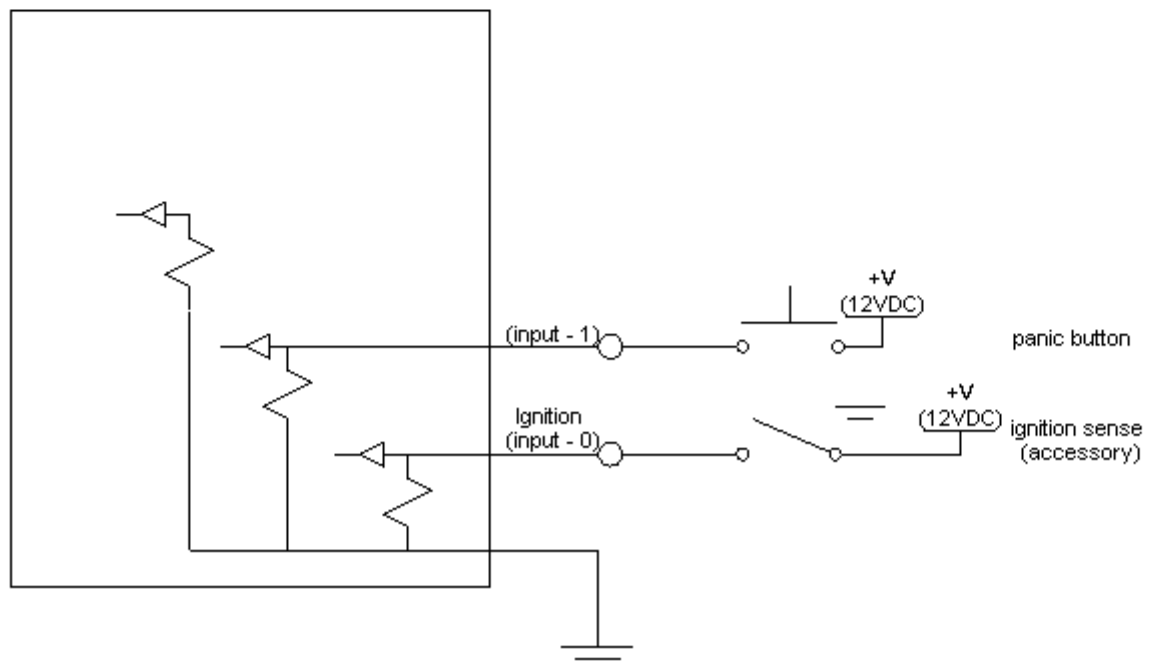 +V
(12VDC)
(input - 1)
panic button
+V
(12VDC)
Ignition
(input - 0)
ignition sense
(accessory)